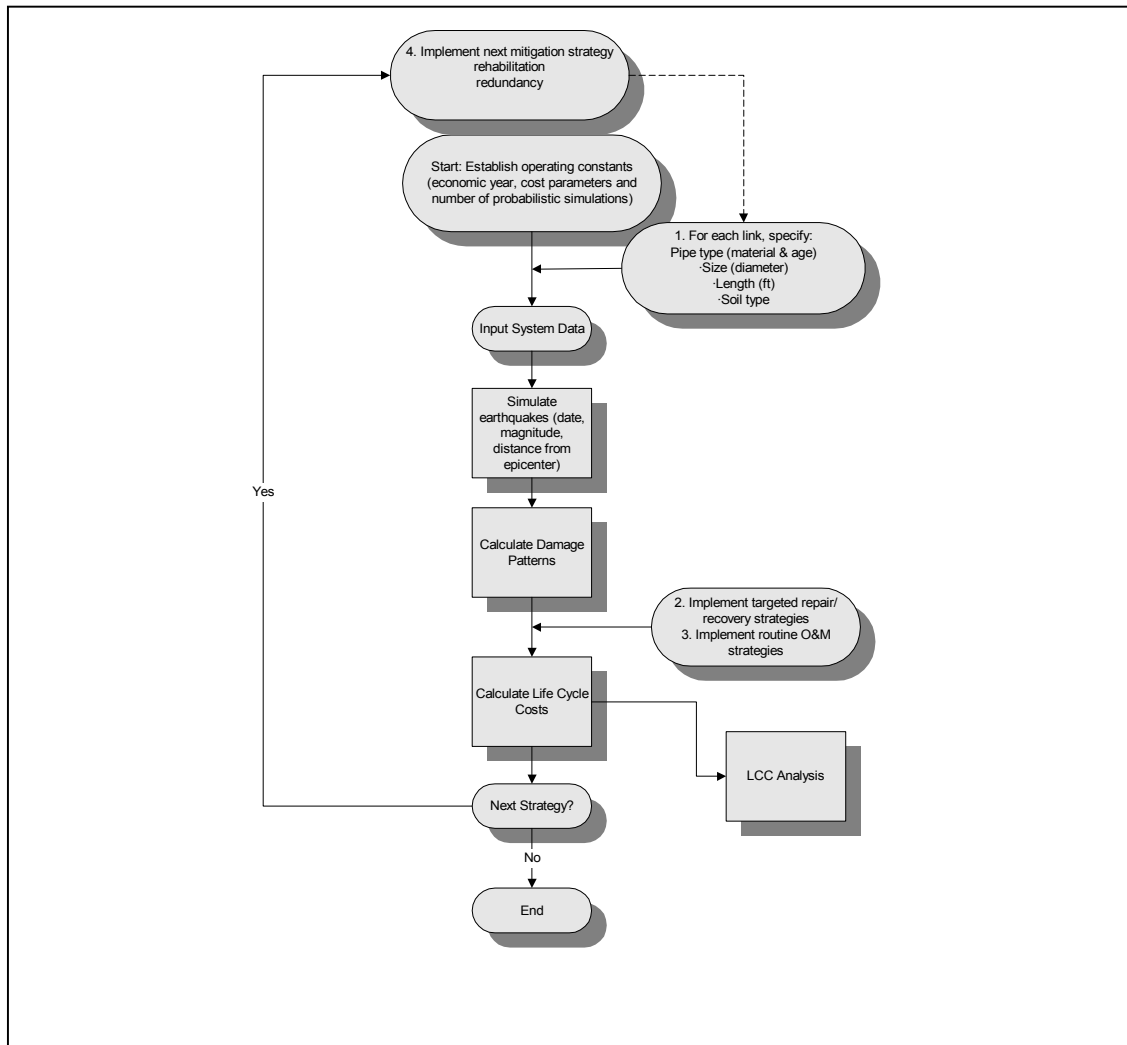 4. Implement next mitigation strategy
rehabilitation
redundancy
Start: Establish operating constants
(economic year, cost parameters and
number of probabilistic simulations)
1. For each link, specify:
Pipe type (material & age)
·Size (diameter)
·Length (ft)
·Soil type
Input System Data
Simulate
earthquakes (date,
magnitude,
distance from
epicenter)
Yes
Calculate Damage
Patterns
2. Implement targeted repair/
recovery strategies
3. Implement routine O&M
strategies
Calculate Life Cycle
Costs
LCC Analysis
Next Strategy?
No
End